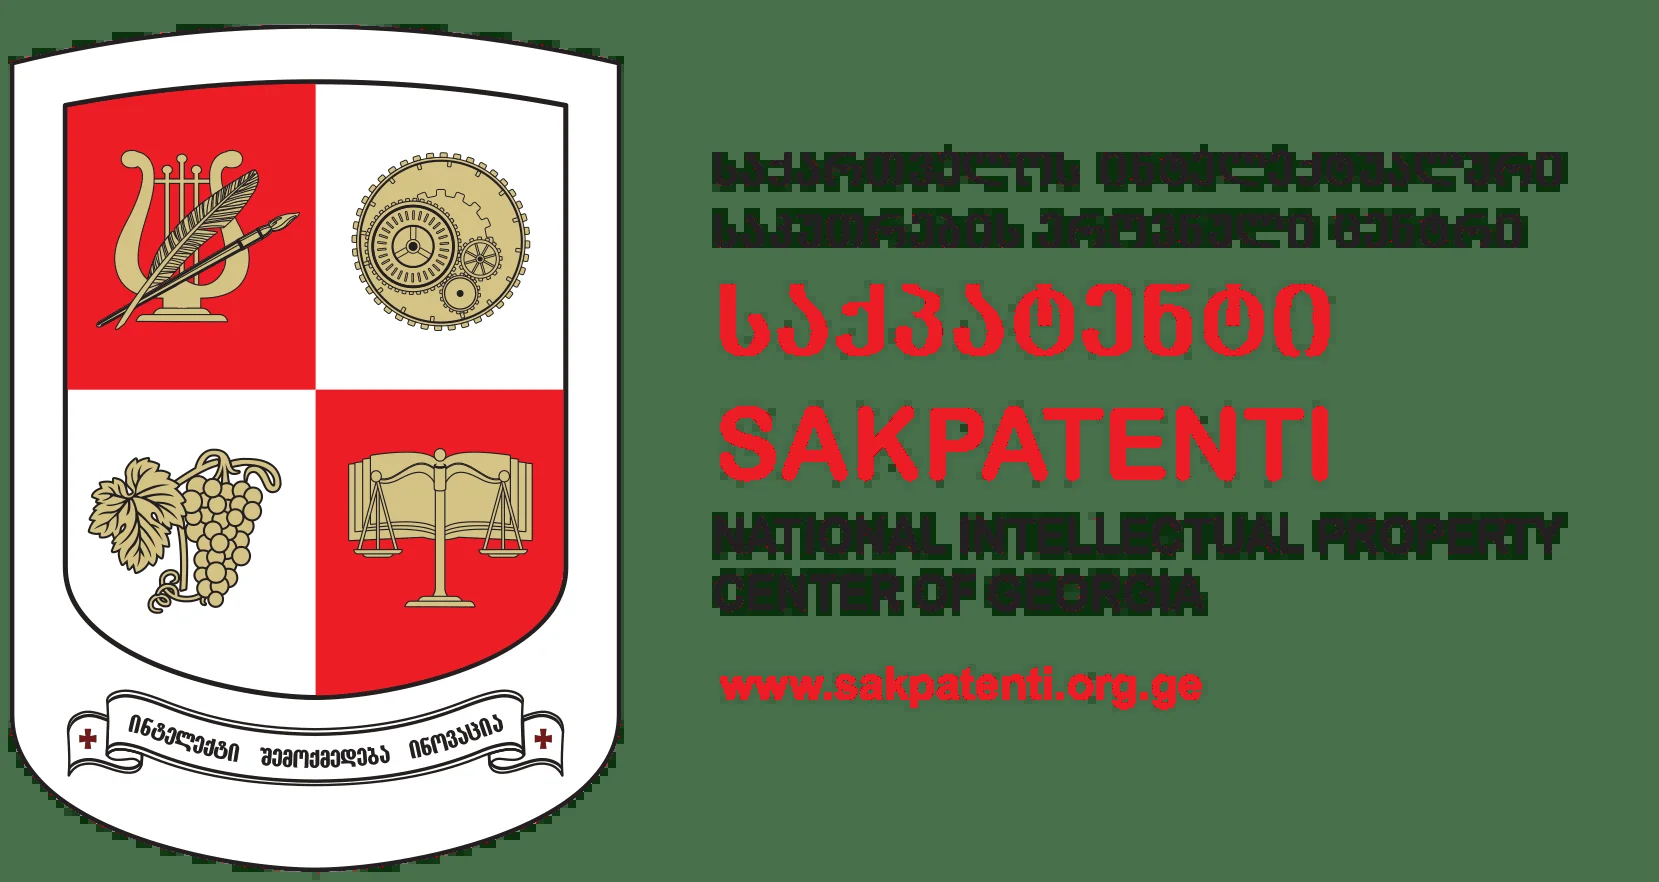 ინტელექტი შემოქმედება ინოვაცია
საქართველოს ინტელექტუალური
საკუთრების ეროვნული ცენტრი
საქპატენტი
SAKPATENTI
NATIONAL INTELLECTUAL PROPERTY
CENTER OF GEORGIA
www.sakpatenti.org.ge